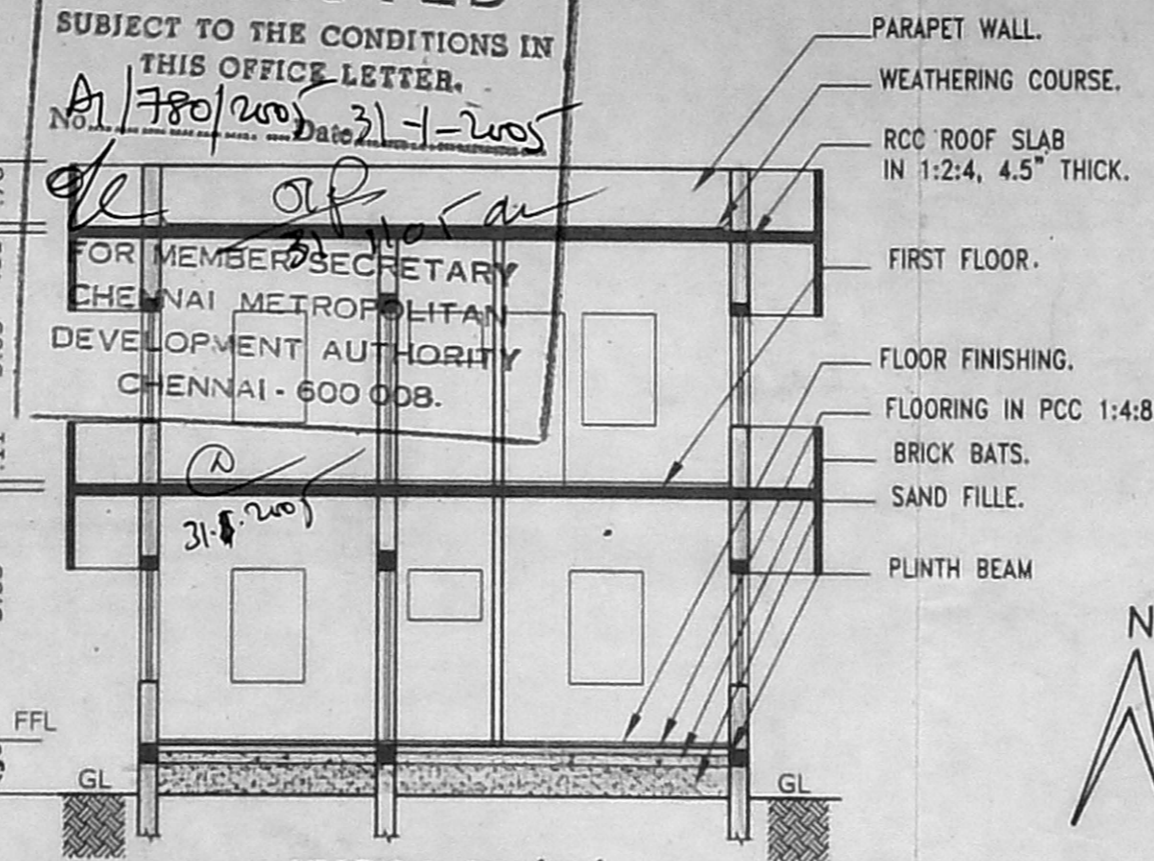 SUBJECT TO THE CONDITIONS IN
THIS OFFICE LETTER.
No. A1/780/2005 Date 31-1-2005
FOR MEMBER SECRETARY
CHENNAI METROPOLITAN
DEVELOPMENT AUTHORITY
CHENNAI - 600 008.
PARAPET WALL.
WEATHERING COURSE.
RCC ROOF SLAB
IN 1:2:4, 4.5" THICK.
FIRST FLOOR.
FLOOR FINISHING.
FLOORING IN PCC 1:4:8
BRICK BATS.
SAND FILLE.
PLINTH BEAM
N
FFL
GL
GL